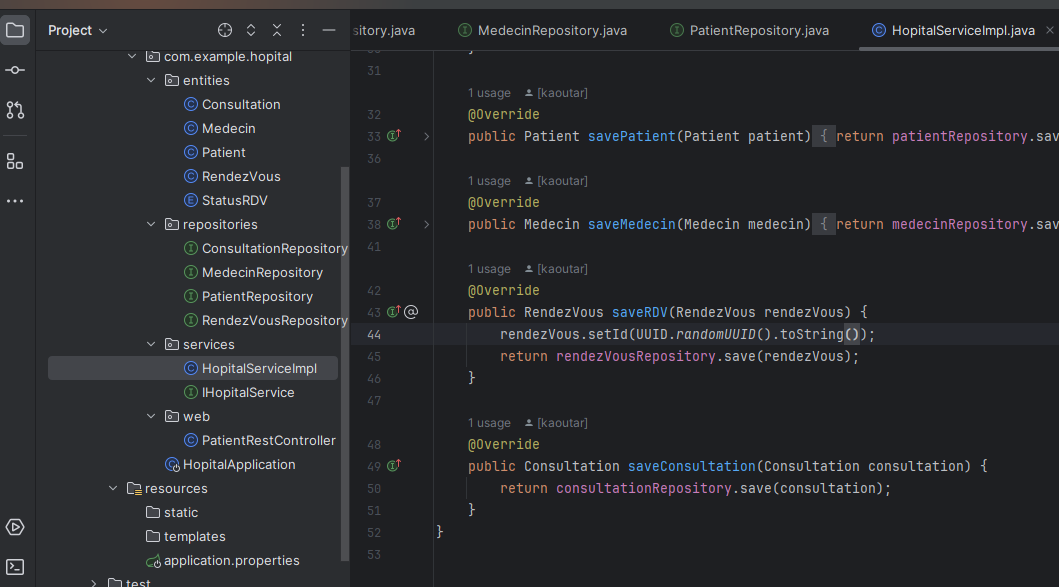 Project
sitory.java
MedecinRepository.java
PatientRepository.java
HopitalServiceImpl.java
com.example.hopital
entities
Consultation
Medecin
Patient
RendezVous
StatusRDV
repositories
ConsultationRepository
MedecinRepository
PatientRepository
RendezVousRepository
services
HopitalServiceImpl
IHopitalService
web
PatientRestController
HopitalApplication
resources
static
templates
application.properties
test
31
1 usage [kaoutar]
32 @Override
33 public Patient savePatient(Patient patient) { return patientRepository.sav
36
1 usage [kaoutar]
37 @Override
38 public Medecin saveMedecin(Medecin medecin) { return medecinRepository.sav
41
1 usage [kaoutar]
42 @Override
43 @ public RendezVous saveRDV(RendezVous rendezVous) {
44 rendezVous.setId(UUID.randomUUID().toString());
45 return rendezVousRepository.save(rendezVous);
46 }
47
1 usage [kaoutar]
48 @Override
49 public Consultation saveConsultation(Consultation consultation) {
50 return consultationRepository.save(consultation);
51 }
52 }
53